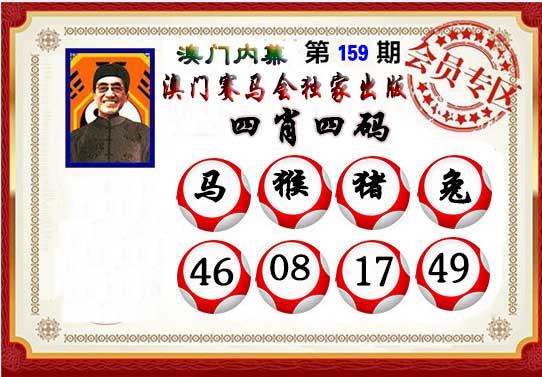 澳门内幕 第159期
澳门赛马会独家出版
会员专区
四肖四码
马 猴 猪 兔
46 08 17 49